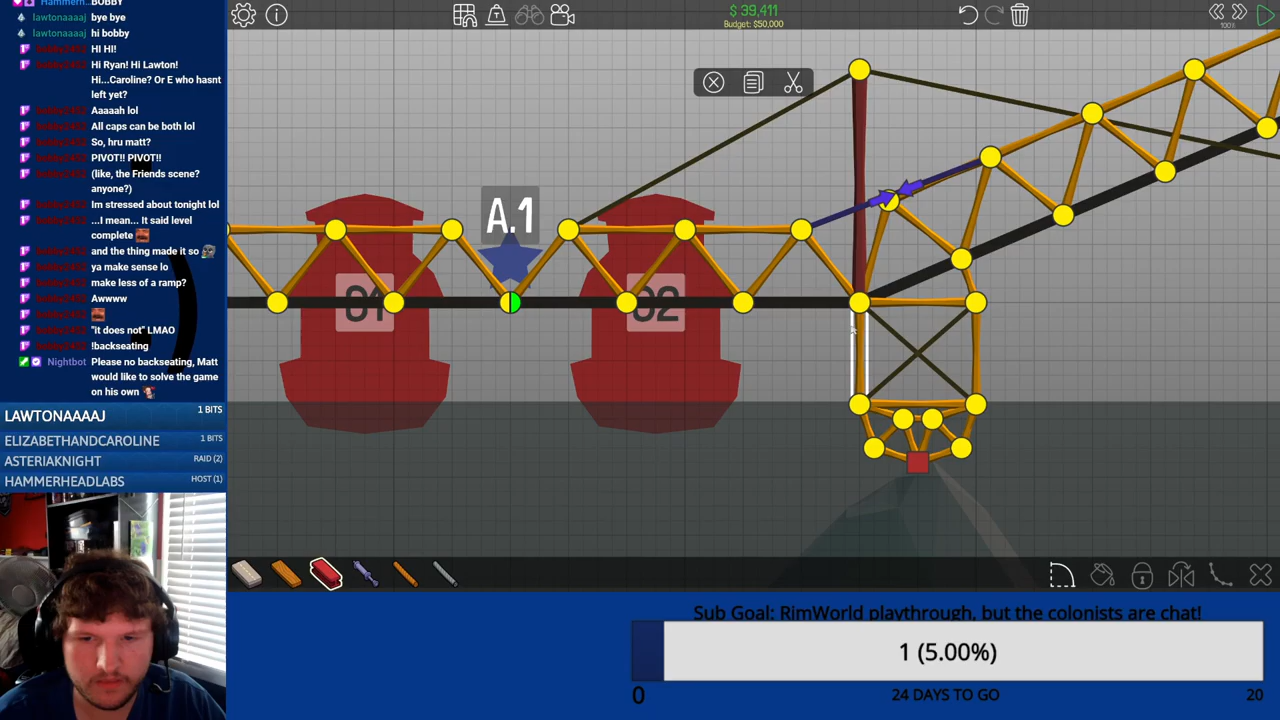 BOBBY
lawtonaaaaj bye bye
lawtonaaaaj hi bobby
HI HI!
Hi Ryan! Hi Lawton!
Hi...Caroline? Or E who hasnt
left yet?
Aaaaah lol
All caps can be both lol
So, hru matt?
PIVOT!! PIVOT!!
(like, the Friends scene?
anyone?)
Im stressed about tonight lol
...I mean... It said level
complete
and the thing made it so
ya make sense lo
make less of a ramp?
Awwww
"it does not" LMAO
!backseating
Nightbot Please no backseating, Matt
would like to solve the game
on his own
LAWTONAAAAJ 1 BITS
ELIZABETHANDCAROLINE 1 BITS
ASTERIAKNIGHT RAID (2)
HAMMERHEADLABS HOST (1)
$ 39,411
Budget: $50,000
100%
A.1
02
Sub Goal: RimWorld playthrough, but the colonists are chat!
1 (5.00%)
0 24 DAYS TO GO 20